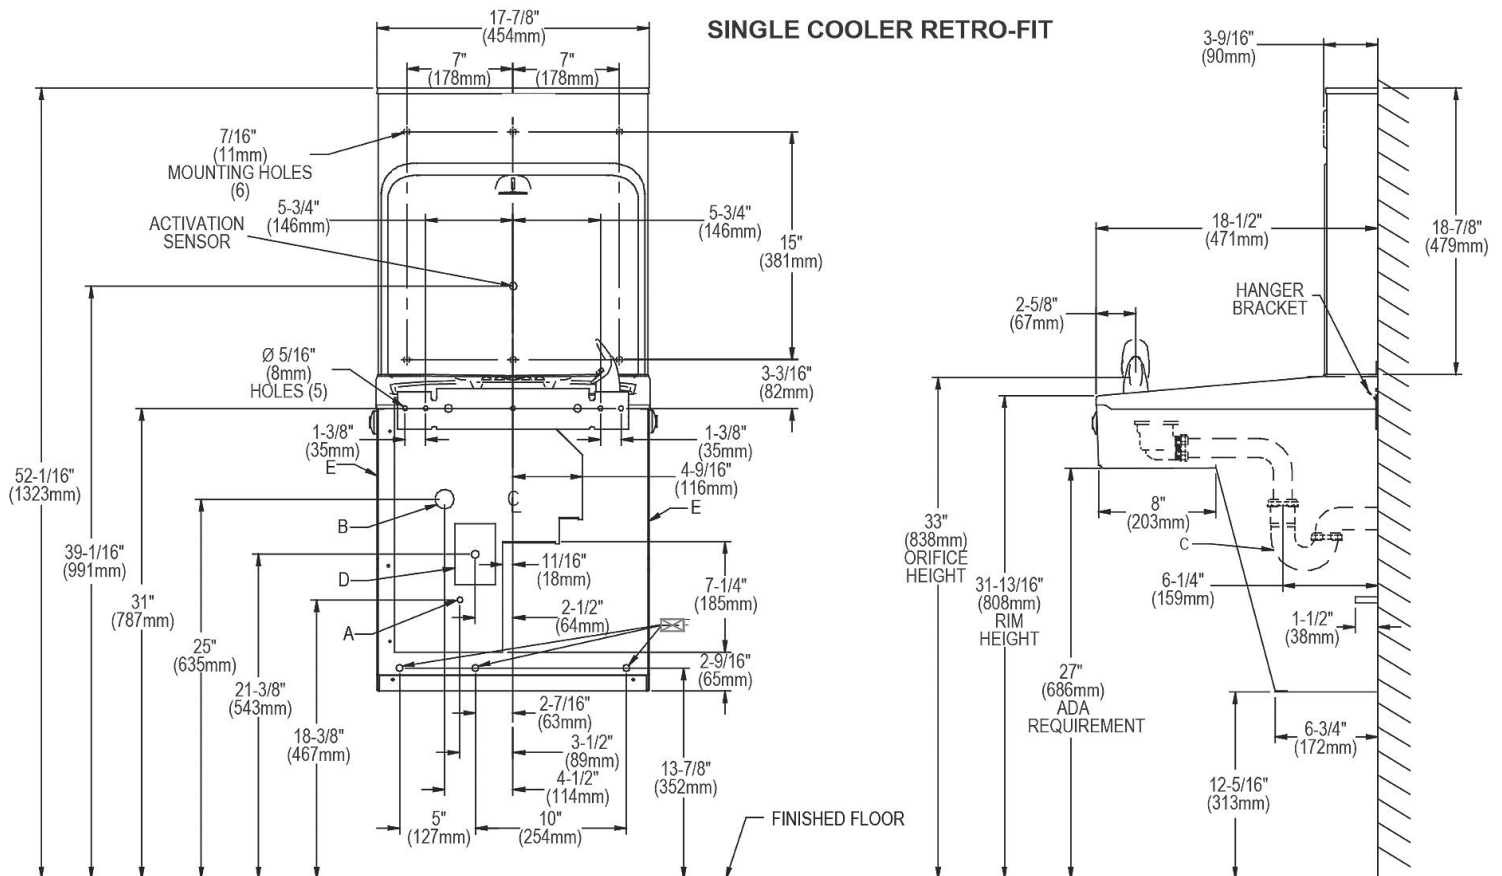 SINGLE COOLER RETRO-FIT
17-7/8"
(454mm)
7"
(178mm)
7"
(178mm)
7/16"
(11mm)
MOUNTING HOLES
(6)
5-3/4"
(146mm)
5-3/4"
(146mm)
ACTIVATION
SENSOR
15"
(381mm)
Ø 5/16"
(8mm)
HOLES (5)
3-3/16"
(82mm)
1-3/8"
(35mm)
1-3/8"
(35mm)
E
4-9/16"
(116mm)
E
52-1/16"
(1323mm)
B
C
L
39-1/16"
(991mm)
D
11/16"
(18mm)
7-1/4"
(185mm)
31"
(787mm)
A
2-1/2"
(64mm)
25"
(635mm)
2-9/16"
(65mm)
21-3/8"
(543mm)
2-7/16"
(63mm)
18-3/8"
(467mm)
3-1/2"
(89mm)
4-1/2"
(114mm)
13-7/8"
(352mm)
5"
(127mm)
10"
(254mm)
FINISHED FLOOR
3-9/16"
(90mm)
18-1/2"
(471mm)
18-7/8"
(479mm)
HANGER
BRACKET
2-5/8"
(67mm)
8"
(203mm)
33"
(838mm)
ORIFICE
HEIGHT
C
6-1/4"
(159mm)
31-13/16"
(808mm)
RIM
HEIGHT
1-1/2"
(38mm)
27"
(686mm)
ADA
REQUIREMENT
6-3/4"
(172mm)
12-5/16"
(313mm)